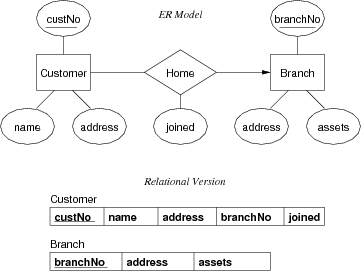 ER Model
custNo
branchNo
Customer
Home
Branch
name
address
joined
address
assets
Relational Version
Customer
custNo name address branchNo joined
Branch
branchNo address assets